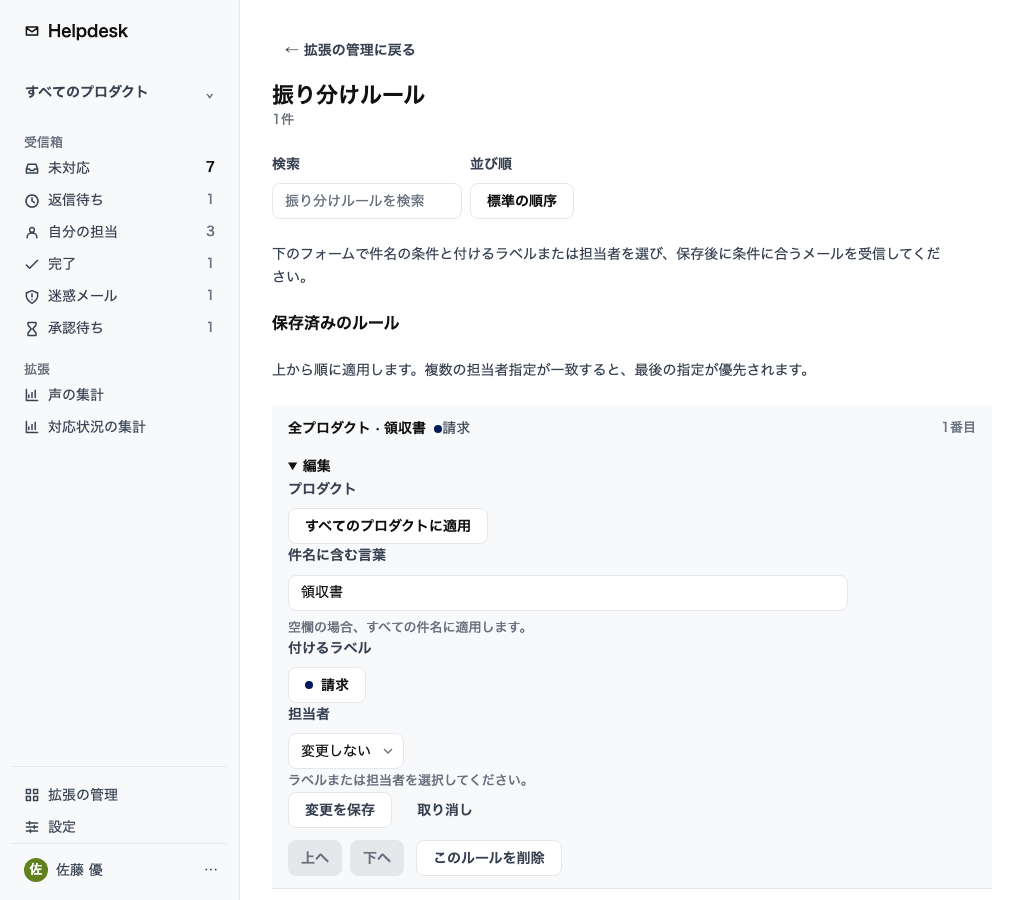 Helpdesk
すべてのプロダクト
受信箱
未対応 7
返信待ち 1
自分の担当 3
完了 1
迷惑メール 1
承認待ち 1
拡張
声の集計
対応状況の集計
拡張の管理
設定
佐 佐藤 優 …
← 拡張の管理に戻る
振り分けルール
1件
検索 並び順
振り分けルールを検索 標準の順序
下のフォームで件名の条件と付けるラベルまたは担当者を選び、保存後に条件に合うメールを受信してくだ
さい。
保存済みのルール
上から順に適用します。複数の担当者指定が一致すると、最後の指定が優先されます。
全プロダクト · 領収書 ●請求 1番目
▼ 編集
プロダクト
すべてのプロダクトに適用
件名に含む言葉
領収書
空欄の場合、すべての件名に適用します。
付けるラベル
● 請求
担当者
変更しない
ラベルまたは担当者を選択してください。
変更を保存 取り消し
上へ 下へ このルールを削除